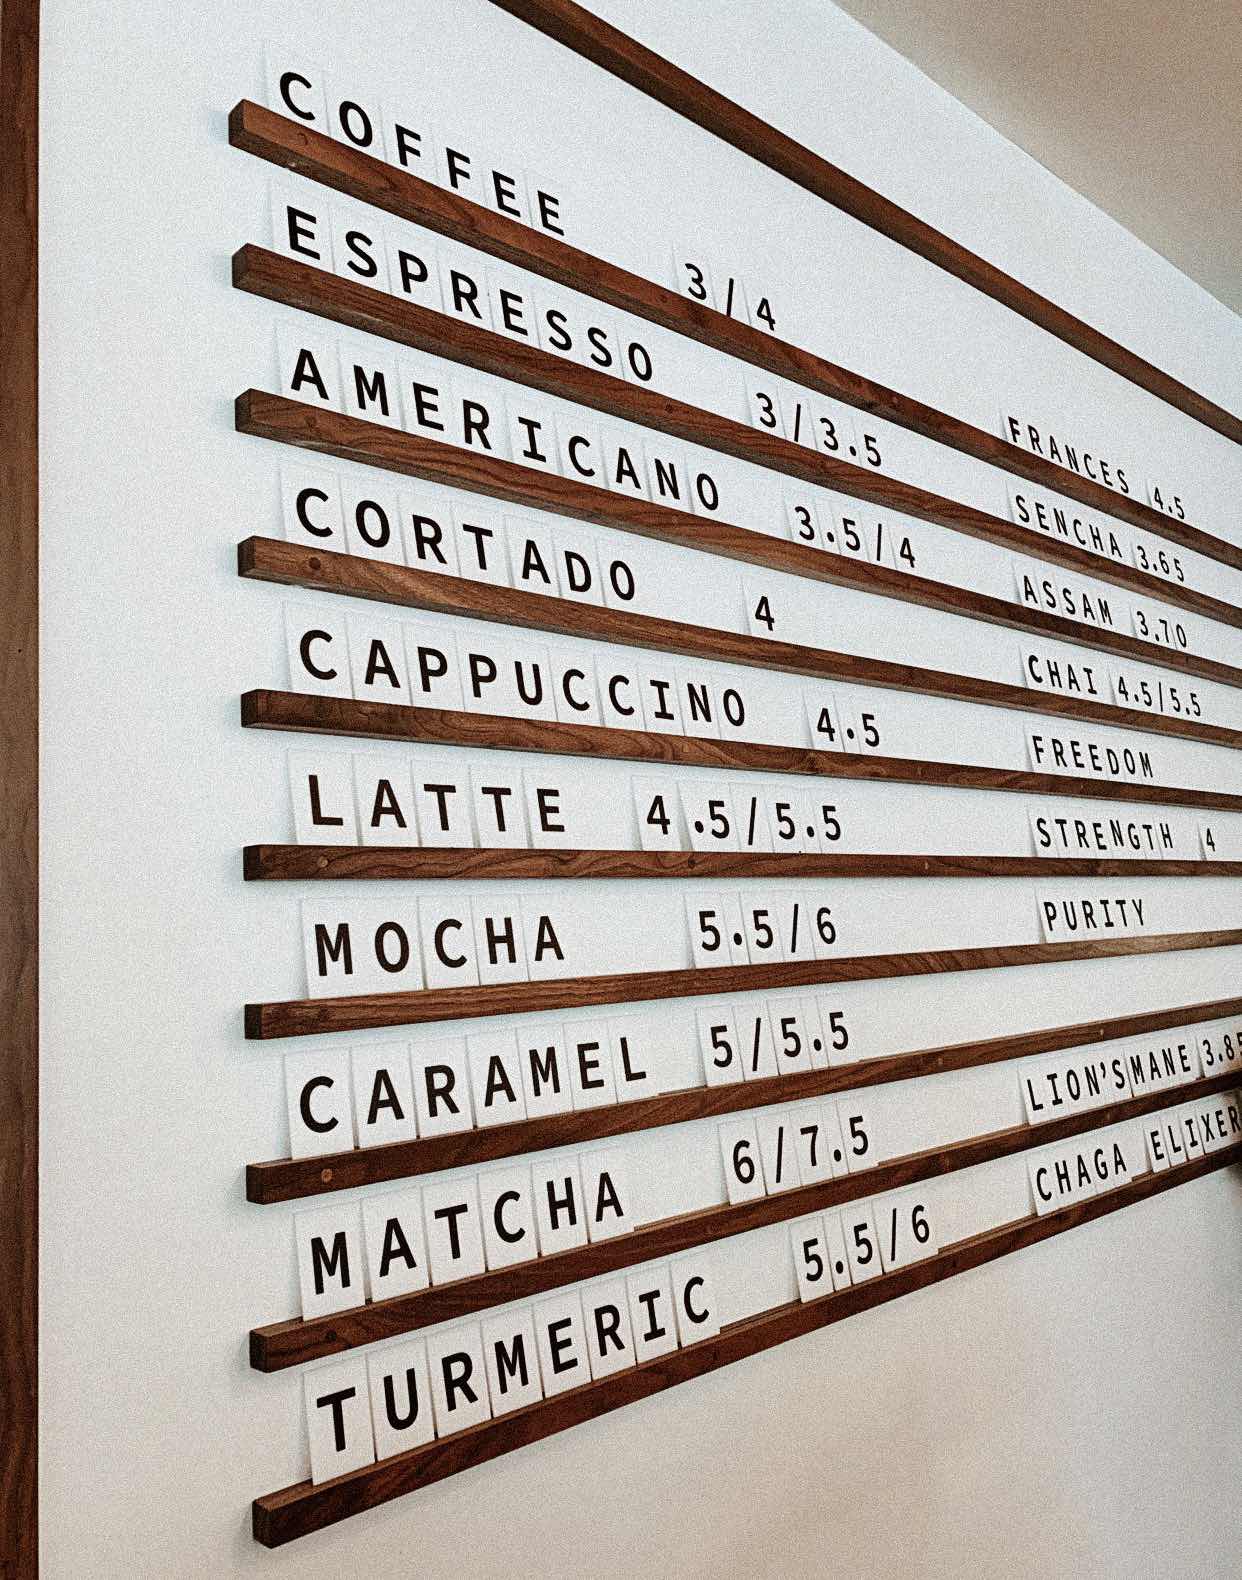 COFFEE 3/4
ESPRESSO 3/3.5
AMERICANO 3.5/4
CORTADO 4
CAPPUCCINO 4.5
LATTE 4.5/5.5
MOCHA 5.5/6
CARAMEL 5/5.5
MATCHA 6/7.5
TURMERIC 5.5/6
FRANCES 4.5
SENCHA 3.65
ASSAM 3.70
CHAI 4.5/5.5
FREEDOM
STRENGTH 4
PURITY
LION'SMANE 3.85
CHAGA ELIXER